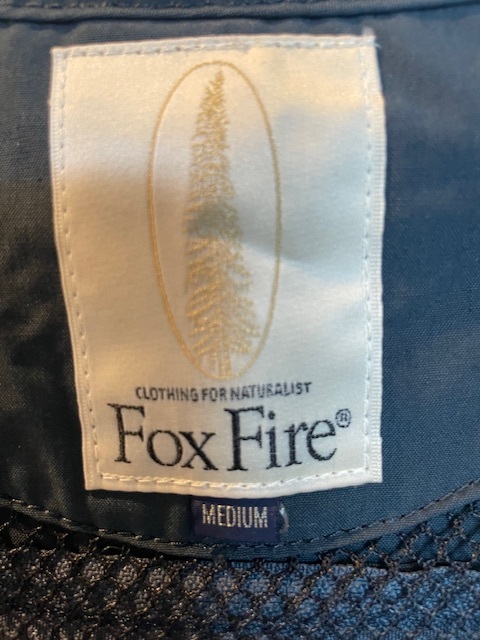 CLOTHING FOR NATURALIST
Fox Fire®
MEDIUM